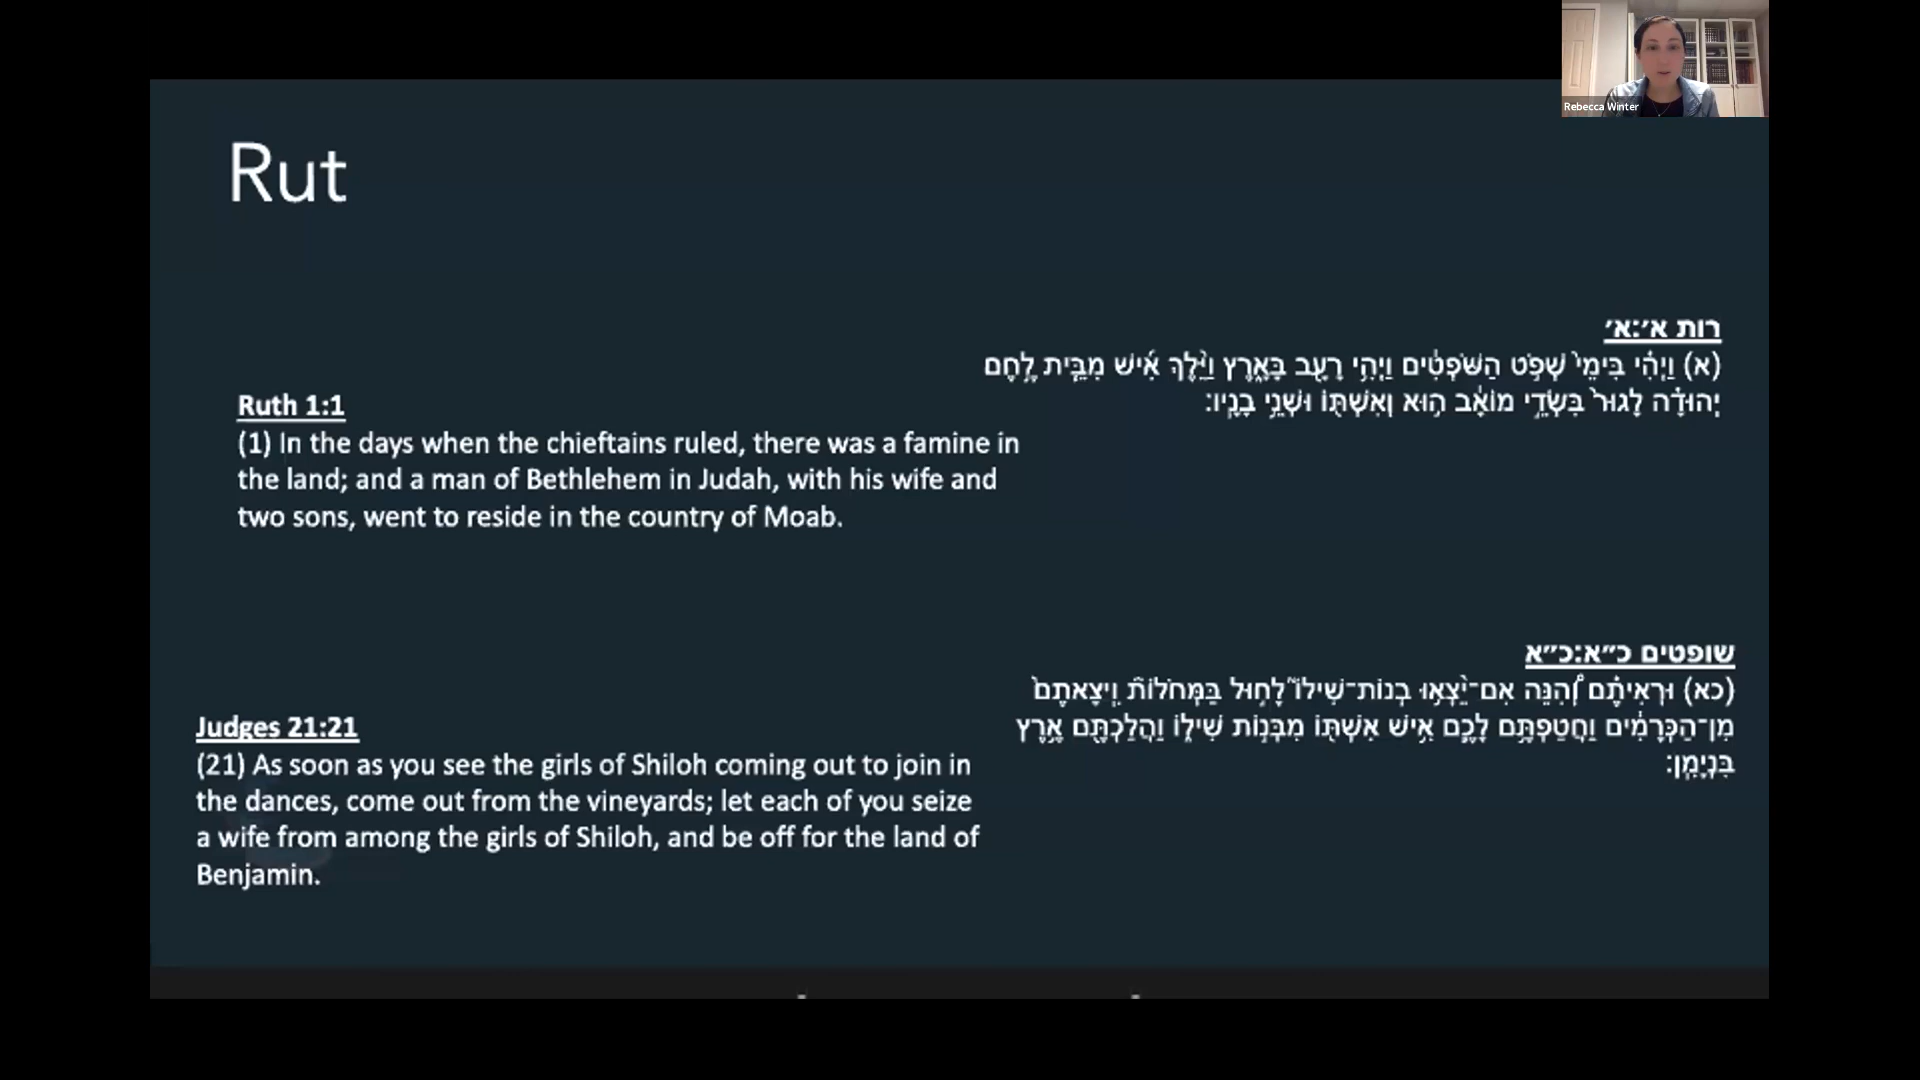 Rebecca Winter
Rut
רות א׳:א׳
(א) וַיְהִ֗י בִּימֵי֙ שְׁפֹ֣ט הַשֹּׁפְטִ֔ים וַיְהִ֥י רָעָ֖ב בָּאָ֑רֶץ וַיֵּ֨לֶךְ אִ֜ישׁ מִבֵּ֧ית לֶ֣חֶם
יְהוּדָ֗ה לָגוּר֙ בִּשְׂדֵ֣י מוֹאָ֔ב ה֥וּא וְאִשְׁתּ֖וֹ וּשְׁנֵ֥י בָנָֽיו׃
Ruth 1:1
(1) In the days when the chieftains ruled, there was a famine in
the land; and a man of Bethlehem in Judah, with his wife and
two sons, went to reside in the country of Moab.
שופטים כ״א:כ״א
(כא) וּרְאִיתֶ֗ם וְ֠הִנֵּה אִם־יֵ֨צְא֥וּ בְנוֹת־שִׁילוֹ֮ לָח֣וּל בַּמְּחֹלוֹת֒ וִֽיצָאתֶם֙
מִן־הַכְּרָמִ֔ים וַחֲטַפְתֶּ֥ם לָכֶ֛ם אִ֥ישׁ אִשְׁתּ֖וֹ מִבְּנ֣וֹת שִׁיל֑וֹ וַהֲלַכְתֶּ֖ם אֶ֥רֶץ
בִּנְיָמִֽן׃
Judges 21:21
(21) As soon as you see the girls of Shiloh coming out to join in
the dances, come out from the vineyards; let each of you seize
a wife from among the girls of Shiloh, and be off for the land of
Benjamin.